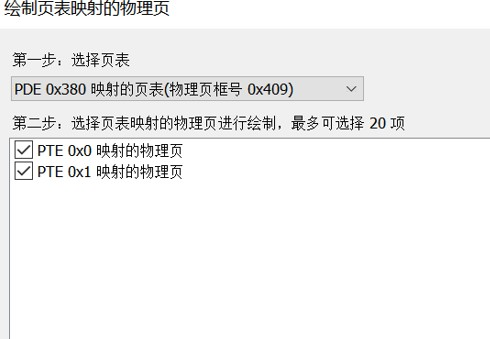 绘制页表映射的物理页
第一步：选择页表
PDE 0x380 映射的页表(物理页框号 0x409)
第二步：选择页表映射的物理页进行绘制，最多可选择 20 项
PTE 0x0 映射的物理页
PTE 0x1 映射的物理页